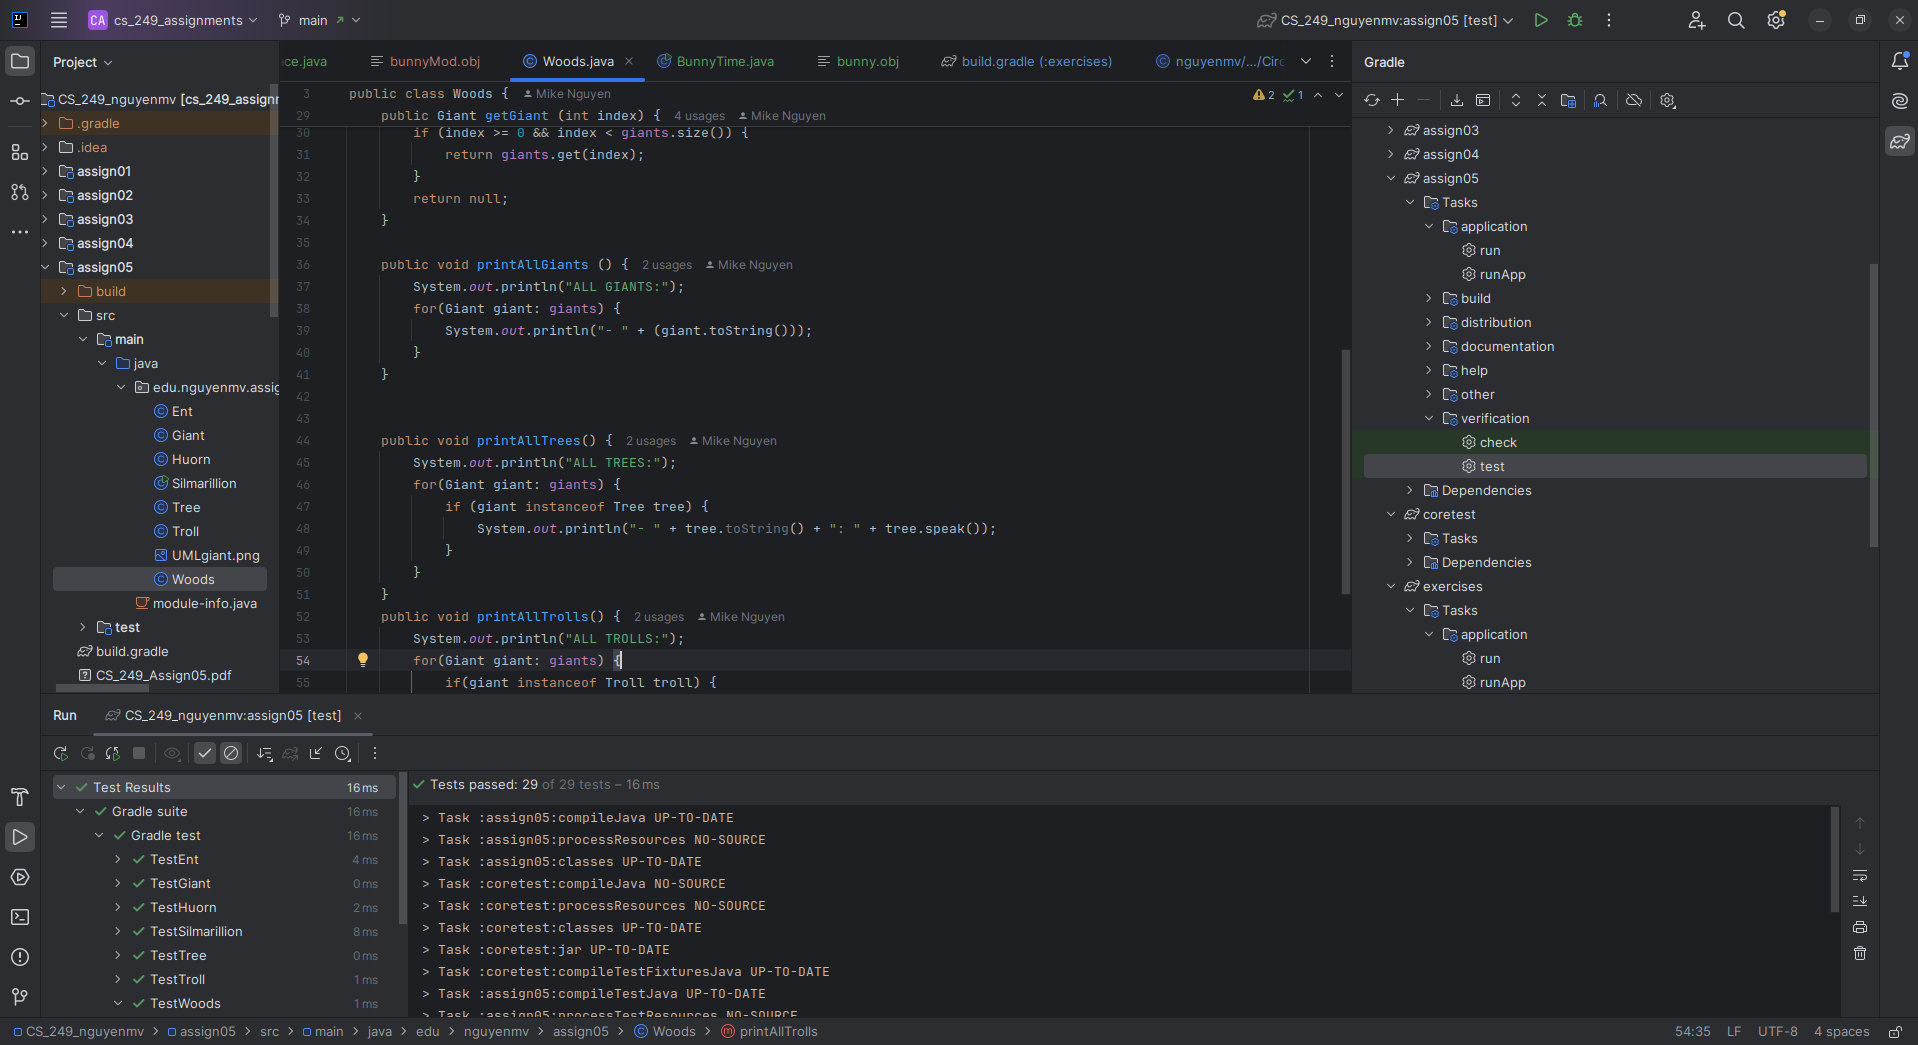 CA cs_249_assignments main CS_249_nguyenmv:assign05 [test]
Project
ce.java bunnyMod.obj Woods.java BunnyTime.java bunny.obj build.gradle (:exercises) nguyenmv/.../Circ
Gradle
CS_249_nguyenmv [cs_249_assignm
.gradle
.idea
assign01
assign02
assign03
assign04
assign05
build
src
main
java
edu.nguyenmv.assig
Ent
Giant
Huorn
Silmarillion
Tree
Troll
UMLgiant.png
Woods
module-info.java
test
build.gradle
CS_249_Assign05.pdf
3 public class Woods { Mike Nguyen 2 1
29 public Giant getGiant (int index) { 4 usages Mike Nguyen
30 if (index >= 0 && index < giants.size()) {
31 return giants.get(index);
32 }
33 return null;
34 }
35
36 public void printAllGiants () { 2 usages Mike Nguyen
37 System.out.println("ALL GIANTS:");
38 for(Giant giant: giants) {
39 System.out.println("- " + (giant.toString()));
40 }
41 }
42
43
44 public void printAllTrees() { 2 usages Mike Nguyen
45 System.out.println("ALL TREES:");
46 for(Giant giant: giants) {
47 if (giant instanceof Tree tree) {
48 System.out.println("- " + tree.toString() + ": " + tree.speak());
49 }
50 }
51 }
52 public void printAllTrolls() { 2 usages Mike Nguyen
53 System.out.println("ALL TROLLS:");
54 for(Giant giant: giants) {
55 if(giant instanceof Troll troll) {
assign03
assign04
assign05
Tasks
application
run
runApp
build
distribution
documentation
help
other
verification
check
test
Dependencies
coretest
Tasks
Dependencies
exercises
Tasks
application
run
runApp
Run CS_249_nguyenmv:assign05 [test]
Test Results 16 ms
Gradle suite 16 ms
Gradle test 16 ms
TestEnt 4 ms
TestGiant 0 ms
TestHuorn 2 ms
TestSilmarillion 8 ms
TestTree 0 ms
TestTroll 1 ms
TestWoods 1 ms
Tests passed: 29 of 29 tests – 16 ms
> Task :assign05:compileJava UP-TO-DATE
> Task :assign05:processResources NO-SOURCE
> Task :assign05:classes UP-TO-DATE
> Task :coretest:compileJava NO-SOURCE
> Task :coretest:processResources NO-SOURCE
> Task :coretest:classes UP-TO-DATE
> Task :coretest:jar UP-TO-DATE
> Task :coretest:compileTestFixturesJava UP-TO-DATE
> Task :assign05:compileTestJava UP-TO-DATE
> Task :assign05:processTestResources NO-SOURCE
CS_249_nguyenmv > assign05 > src > main > java > edu > nguyenmv > assign05 > Woods > printAllTrolls 54:35 LF UTF-8 4 spaces